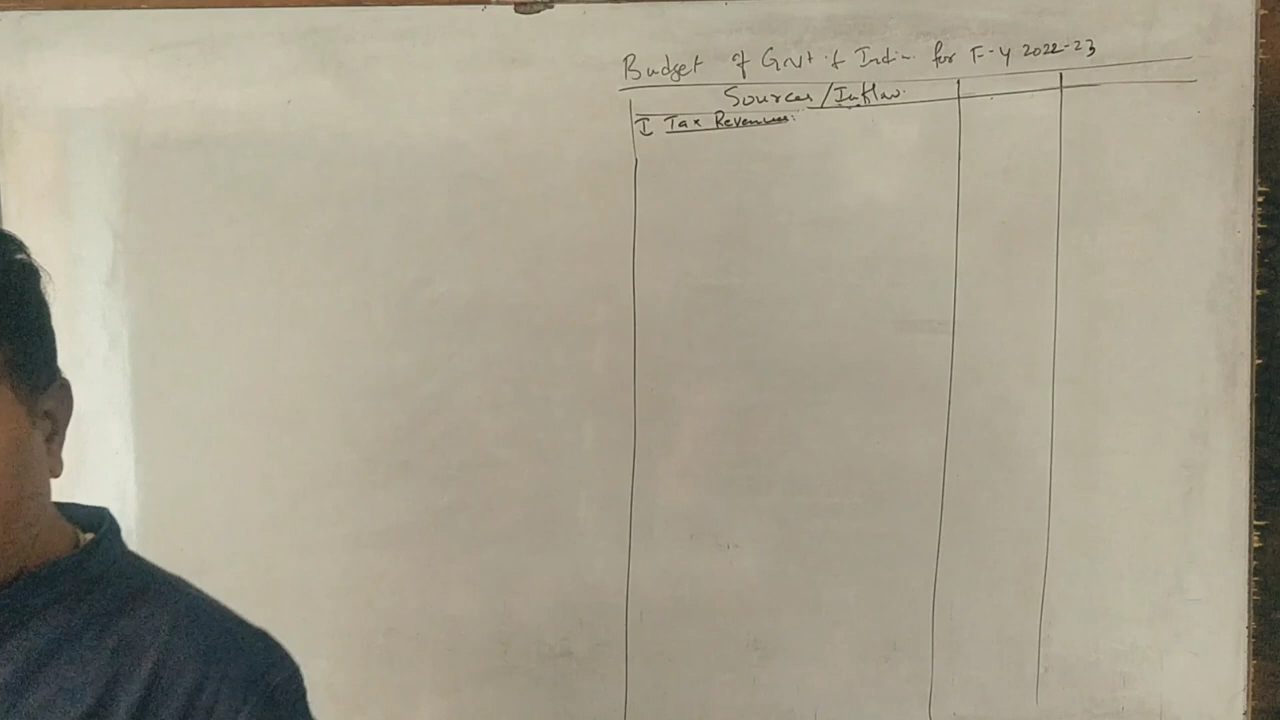 Budget of Govt of India for F-Y 2022-23
Sources/Inflow.
I Tax Revenues: